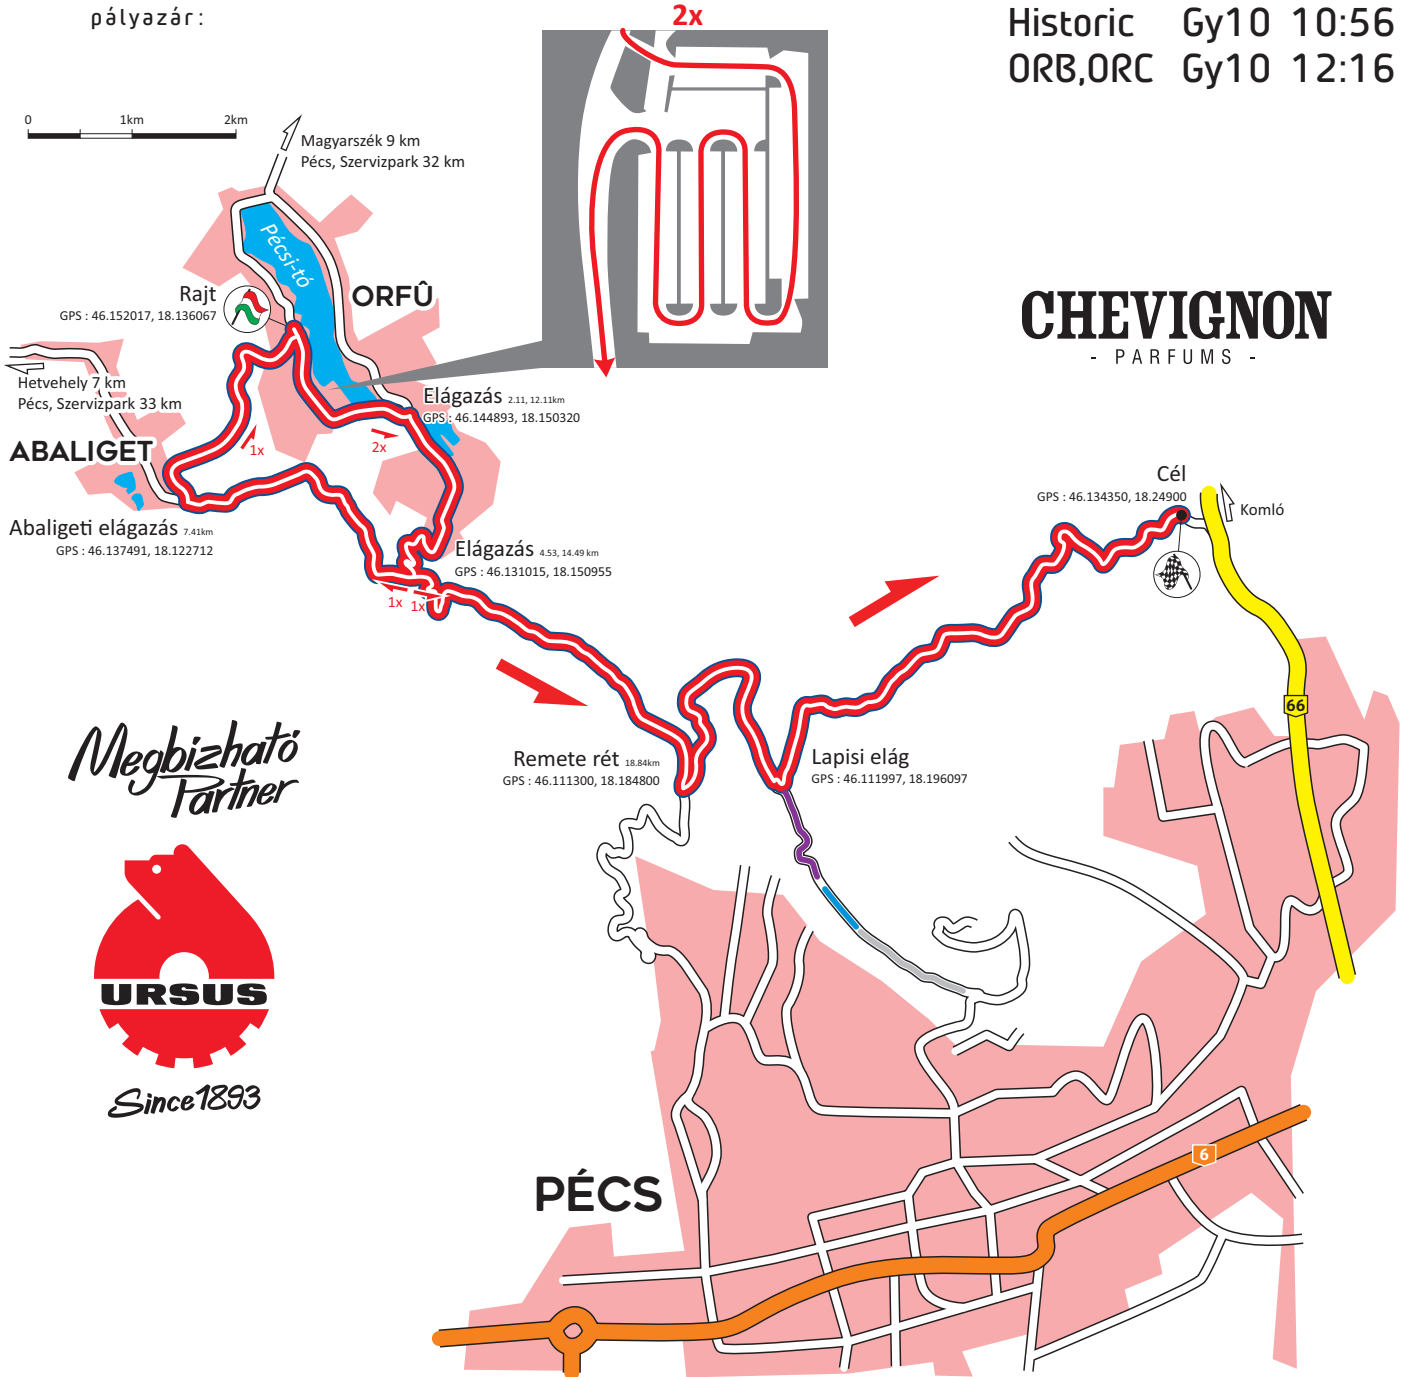 pályazár:
2x
Historic Gy10 10:56
ORB,ORC Gy10 12:16
0 1km 2km
Magyarszék 9 km
Pécs, Szervizpark 32 km
Pécsi-tó
ORFÛ
Rajt
GPS : 46.152017, 18.136067
CHEVIGNON
- PARFUMS -
Hetvehely 7 km
Pécs, Szervizpark 33 km
Elágazás 2.11, 12.11km
GPS : 46.144893, 18.150320
1x
2x
ABALIGET
Cél
GPS : 46.134350, 18.24900
Komló
Abaligeti elágazás 7.41km
GPS : 46.137491, 18.122712
Elágazás 4.53, 14.49 km
GPS : 46.131015, 18.150955
1x
1x
66
Megbizható
Partner
Remete rét 18.84km
GPS : 46.111300, 18.184800
Lapisi elág
GPS : 46.111997, 18.196097
URSUS
Since 1893
6
PÉCS